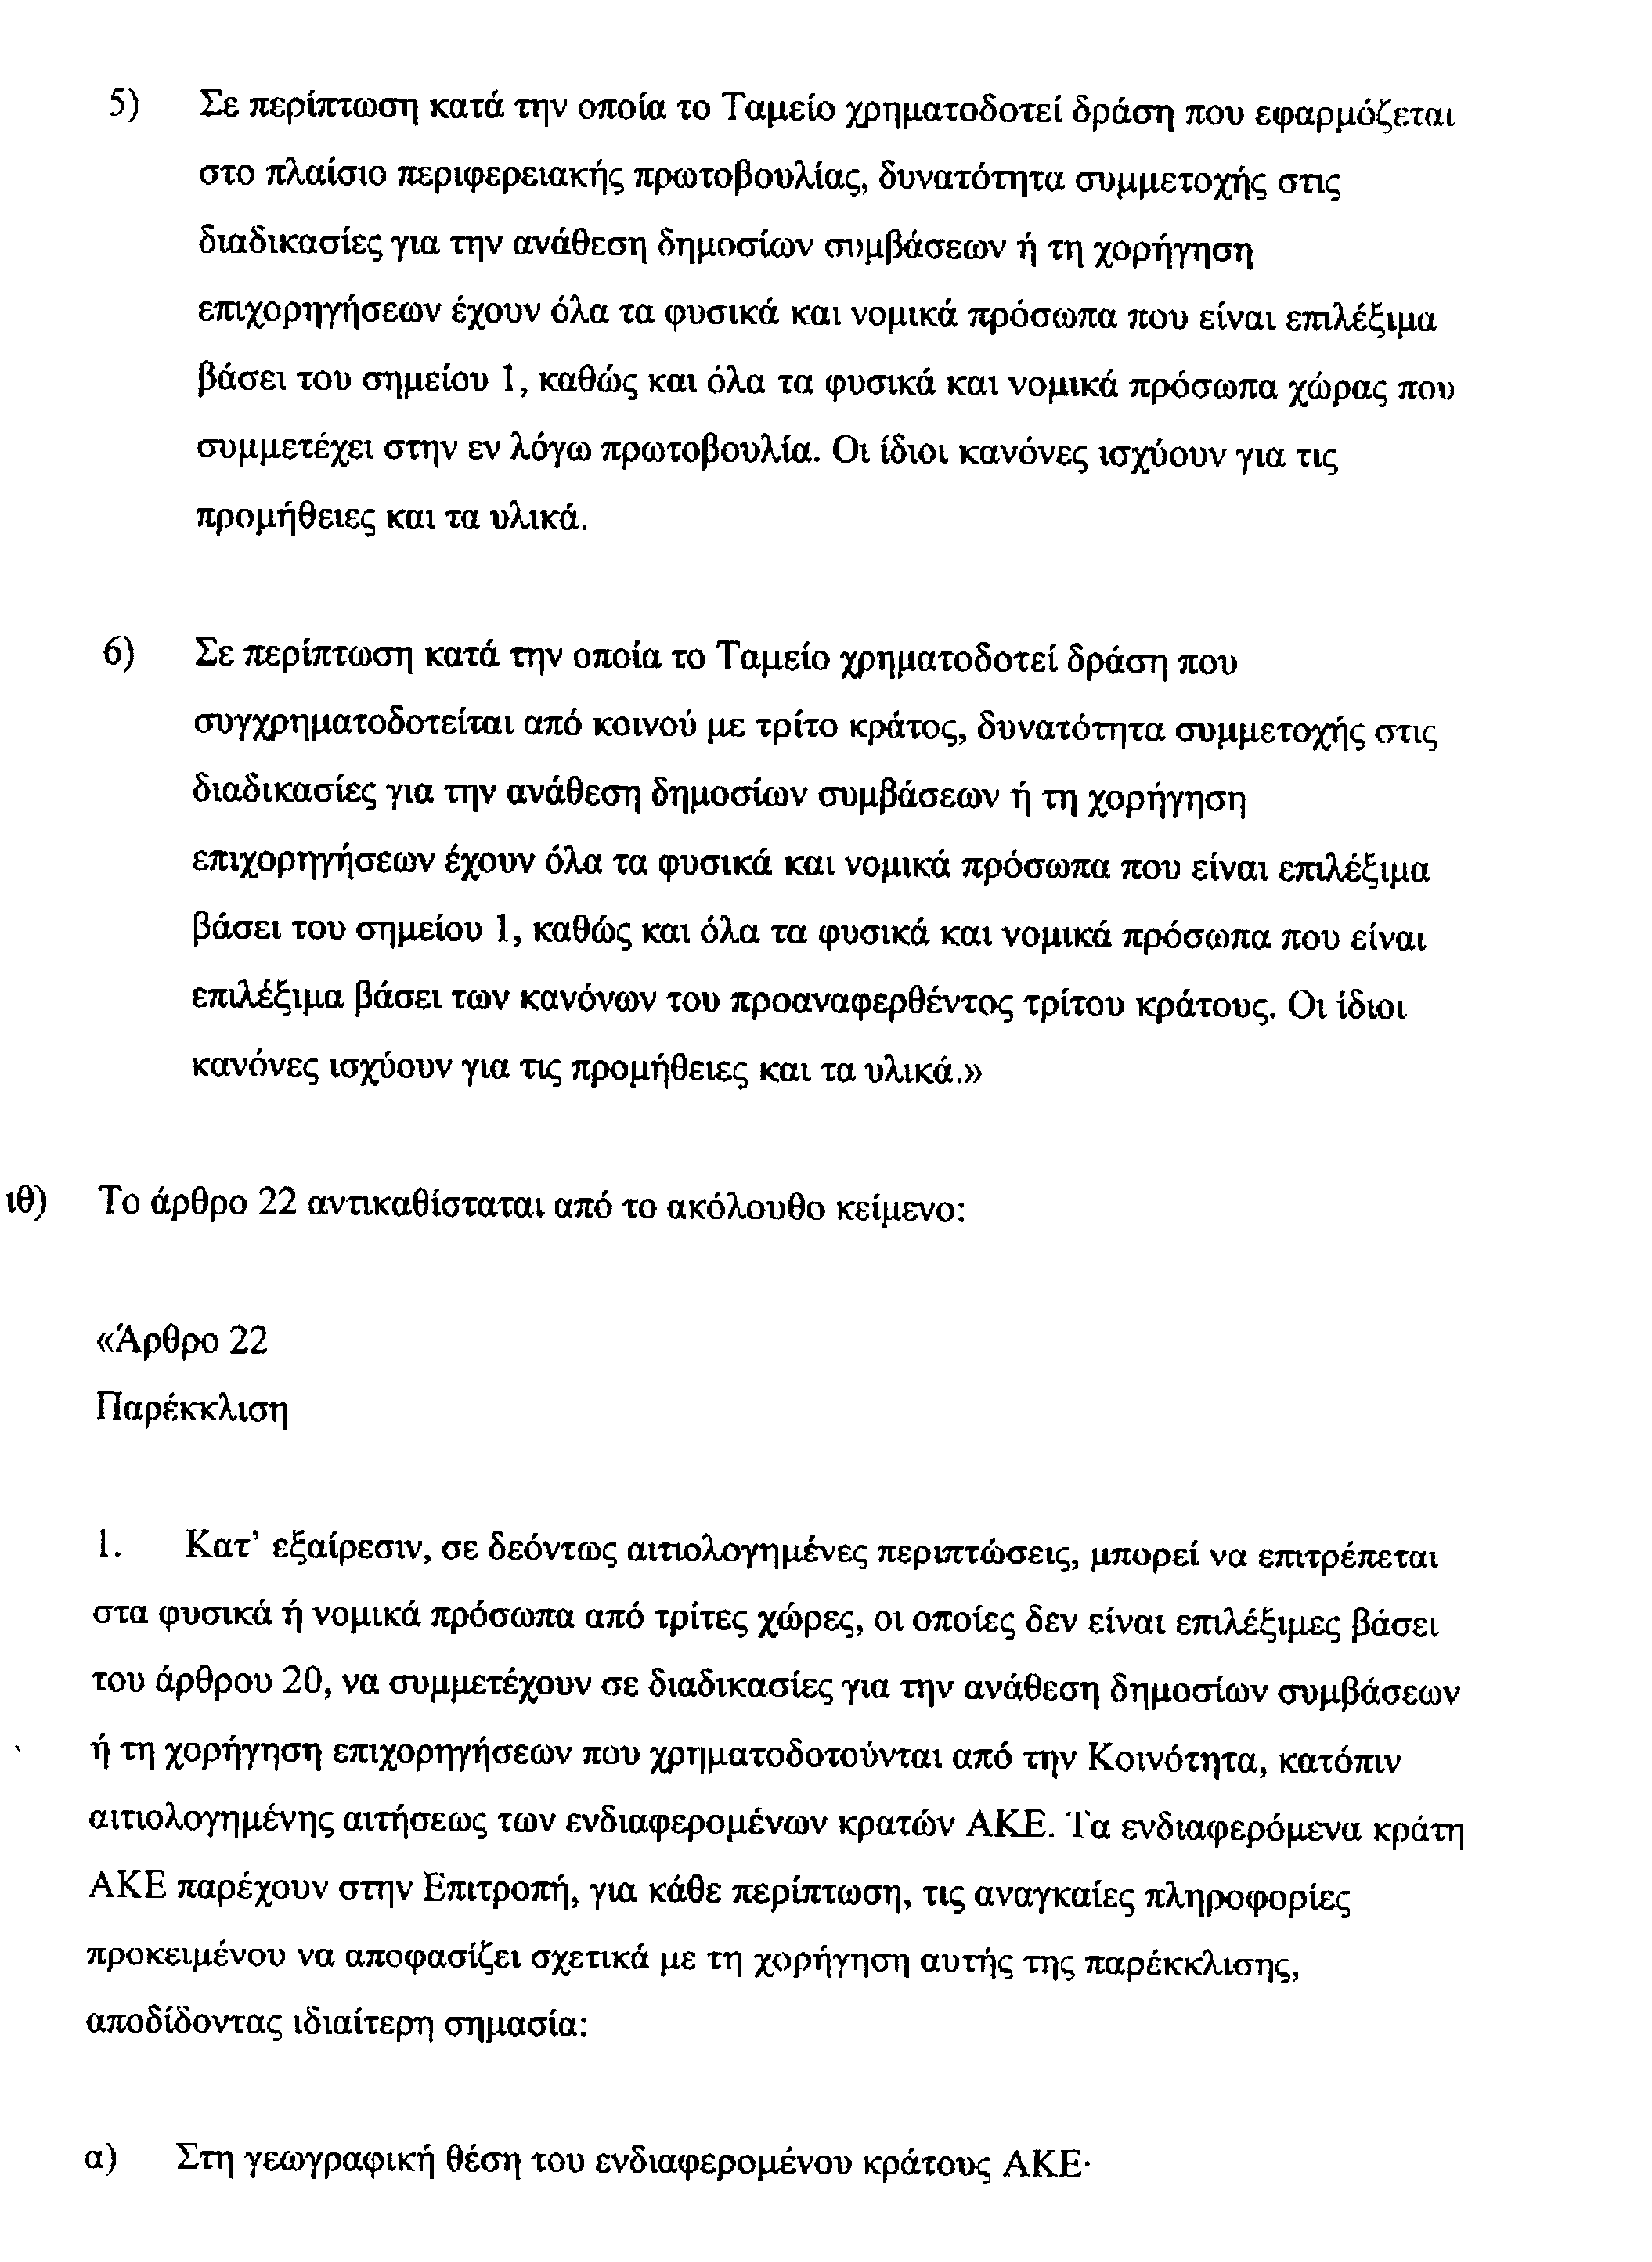 5) Σε περίπτωση κατά την οποία το Ταμείο χρηματοδοτεί δράση που εφαρμόζεται
στο πλαίσιο περιφερειακής πρωτοβουλίας, δυνατότητα συμμετοχής στις
διαδικασίες για την ανάθεση δημοσίων συμβάσεων ή τη χορήγηση
επιχορηγήσεων έχουν όλα τα φυσικά και νομικά πρόσωπα που είναι επιλέξιμα
βάσει του σημείου 1, καθώς και όλα τα φυσικά και νομικά πρόσωπα χώρας που
συμμετέχει στην εν λόγω πρωτοβουλία. Οι ίδιοι κανόνες ισχύουν για τις
προμήθειες και τα υλικά.
6) Σε περίπτωση κατά την οποία το Ταμείο χρηματοδοτεί δράση που
συγχρηματοδοτείται από κοινού με τρίτο κράτος, δυνατότητα συμμετοχής στις
διαδικασίες για την ανάθεση δημοσίων συμβάσεων ή τη χορήγηση
επιχορηγήσεων έχουν όλα τα φυσικά και νομικά πρόσωπα που είναι επιλέξιμα
βάσει του σημείου 1, καθώς και όλα τα φυσικά και νομικά πρόσωπα που είναι
επιλέξιμα βάσει των κανόνων του προαναφερθέντος τρίτου κράτους. Οι ίδιοι
κανόνες ισχύουν για τις προμήθειες και τα υλικά.»
ιθ) Το άρθρο 22 αντικαθίσταται από το ακόλουθο κείμενο:
«Άρθρο 22
Παρέκκλιση
1. Κατ’ εξαίρεσιν, σε δεόντως αιτιολογημένες περιπτώσεις, μπορεί να επιτρέπεται
στα φυσικά ή νομικά πρόσωπα από τρίτες χώρες, οι οποίες δεν είναι επιλέξιμες βάσει
του άρθρου 20, να συμμετέχουν σε διαδικασίες για την ανάθεση δημοσίων συμβάσεων
ή τη χορήγηση επιχορηγήσεων που χρηματοδοτούνται από την Κοινότητα, κατόπιν
αιτιολογημένης αιτήσεως των ενδιαφερομένων κρατών ΑΚΕ. Τα ενδιαφερόμενα κράτη
ΑΚΕ παρέχουν στην Επιτροπή, για κάθε περίπτωση, τις αναγκαίες πληροφορίες
προκειμένου να αποφασίζει σχετικά με τη χορήγηση αυτής της παρέκκλισης,
αποδίδοντας ιδιαίτερη σημασία:
α) Στη γεωγραφική θέση του ενδιαφερομένου κράτους ΑΚΕ·